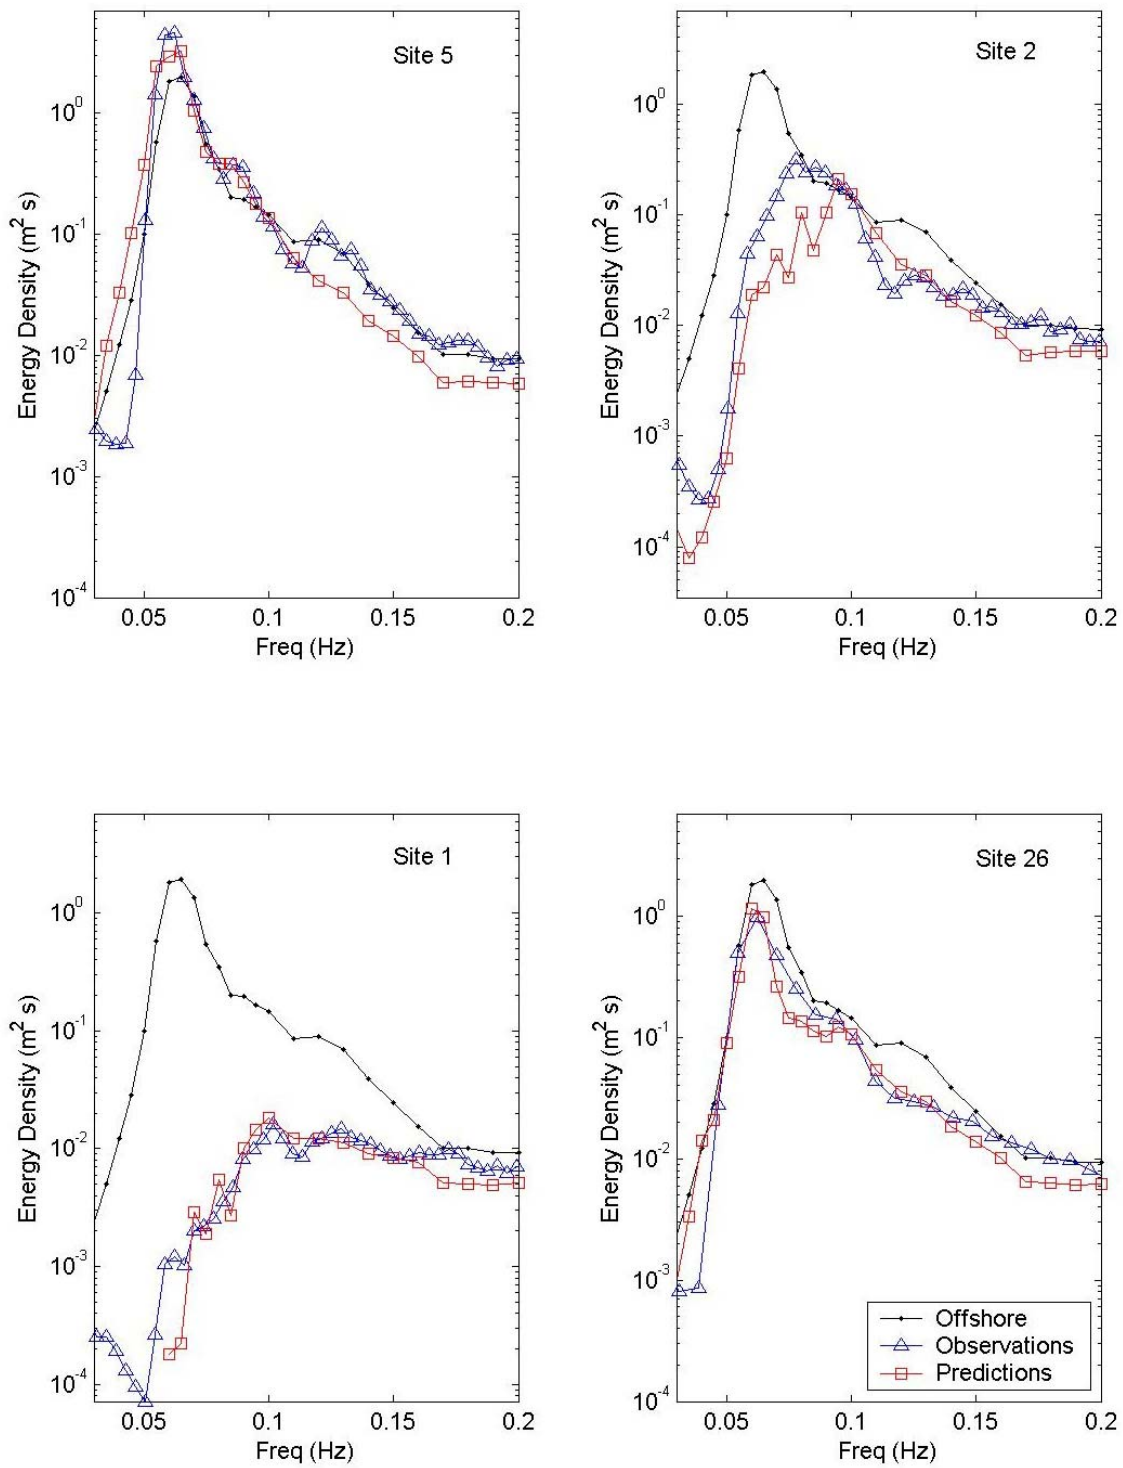 Site 5
10^0
10^-1
10^-2
10^-3
10^-4
Energy Density (m^2 s)
0.05 0.1 0.15 0.2
Freq (Hz)
Site 2
10^0
10^-1
10^-2
10^-3
10^-4
Energy Density (m^2 s)
0.05 0.1 0.15 0.2
Freq (Hz)
Site 1
10^0
10^-1
10^-2
10^-3
10^-4
Energy Density (m^2 s)
0.05 0.1 0.15 0.2
Freq (Hz)
Site 26
10^0
10^-1
10^-2
10^-3
10^-4
Energy Density (m^2 s)
0.05 0.1 0.15 0.2
Freq (Hz)
Offshore
Observations
Predictions